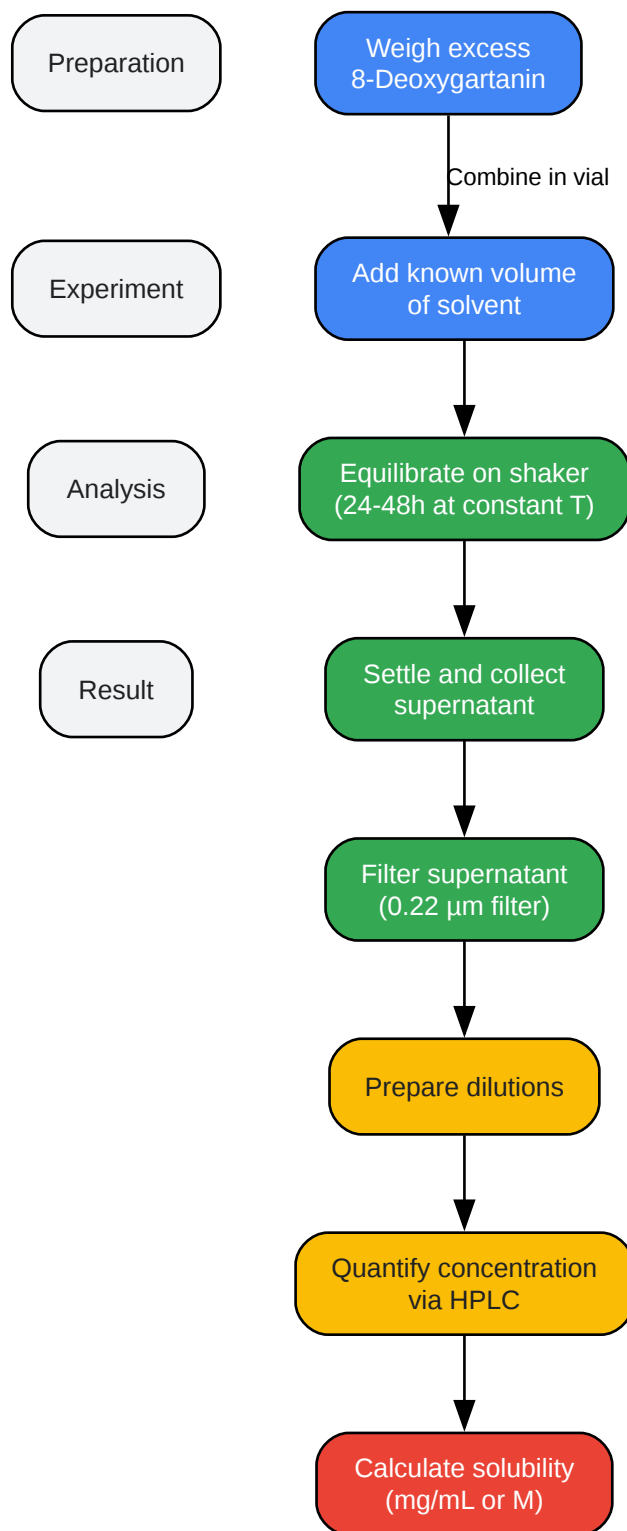 Preparation
Weigh excess
8-Deoxygartanin
Combine in vial
Experiment
Add known volume
of solvent
Analysis
Equilibrate on shaker
(24-48h at constant T)
Result
Settle and collect
supernatant
Filter supernatant
(0.22 µm filter)
Prepare dilutions
Quantify concentration
via HPLC
Calculate solubility
(mg/mL or M)